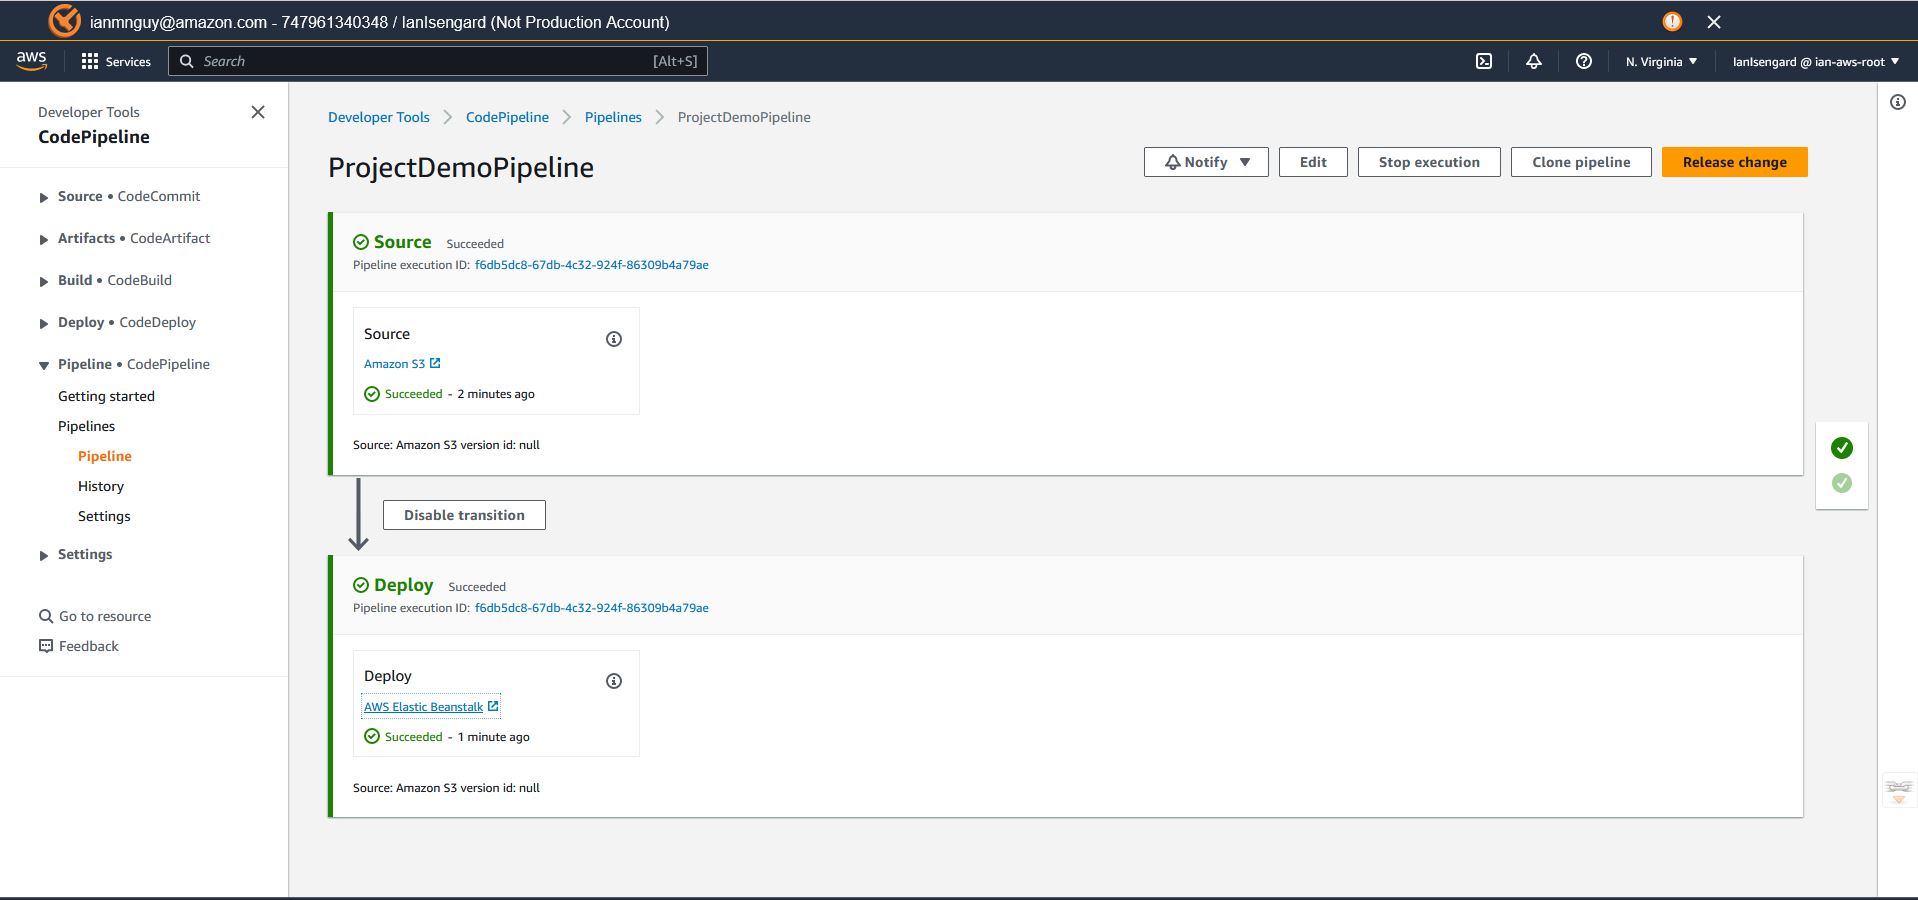 ianmnguy@amazon.com - 747961340348 / IanIsengard (Not Production Account)
aws Services Search [Alt+S] N. Virginia ▼ IanIsengard @ ian-aws-root ▼
Developer Tools
CodePipeline
Source • CodeCommit
Artifacts • CodeArtifact
Build • CodeBuild
Deploy • CodeDeploy
Pipeline • CodePipeline
Getting started
Pipelines
Pipeline
History
Settings
Settings
Go to resource
Feedback
Developer Tools > CodePipeline > Pipelines > ProjectDemoPipeline
ProjectDemoPipeline
Notify ▼ Edit Stop execution Clone pipeline Release change
Source Succeeded
Pipeline execution ID: f6db5dc8-67db-4c32-924f-86309b4a79ae
Source
Amazon S3
Succeeded - 2 minutes ago
Source: Amazon S3 version id: null
Disable transition
Deploy Succeeded
Pipeline execution ID: f6db5dc8-67db-4c32-924f-86309b4a79ae
Deploy
AWS Elastic Beanstalk
Succeeded - 1 minute ago
Source: Amazon S3 version id: null